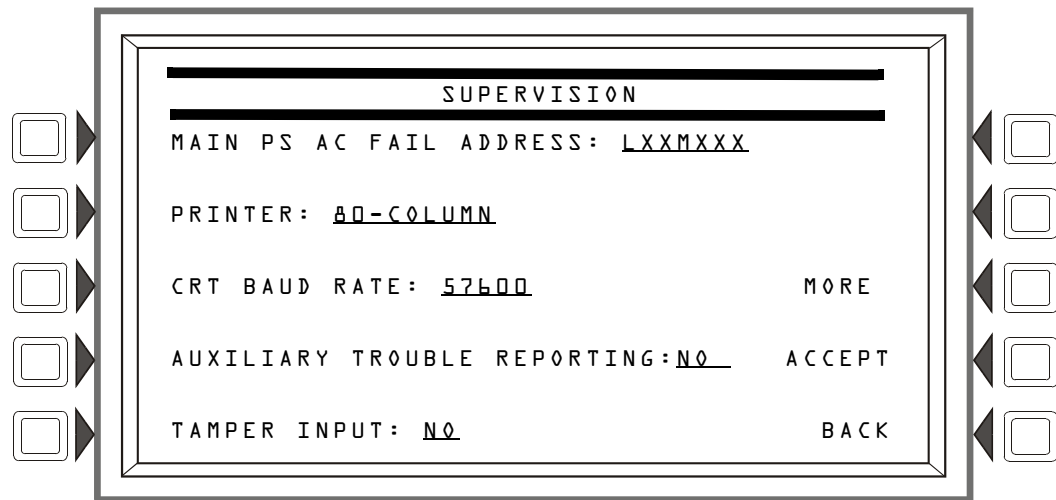 SUPERVISION
MAIN PS AC FAIL ADDRESS: LXXMXXX
PRINTER: 80-COLUMN
CRT BAUD RATE: 57600 MORE
AUXILIARY TROUBLE REPORTING:NO ACCEPT
TAMPER INPUT: NO BACK